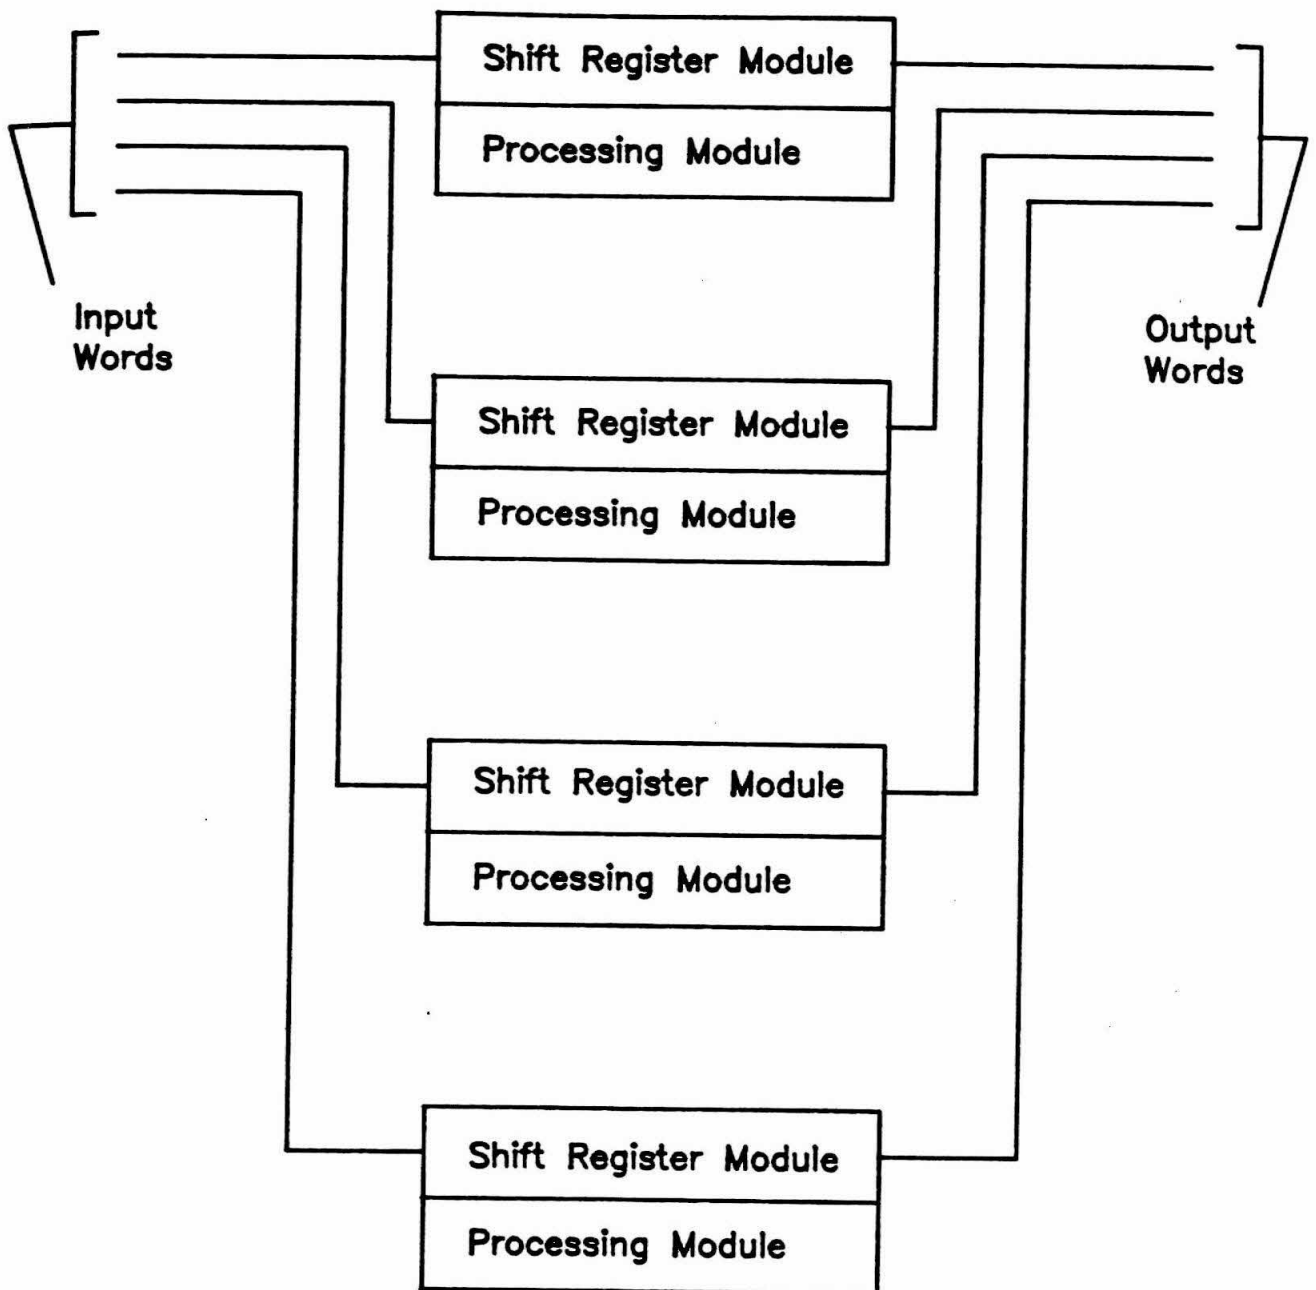 Shift Register Module
Processing Module
Input
Words
Output
Words
Shift Register Module
Processing Module
Shift Register Module
Processing Module
Shift Register Module
Processing Module